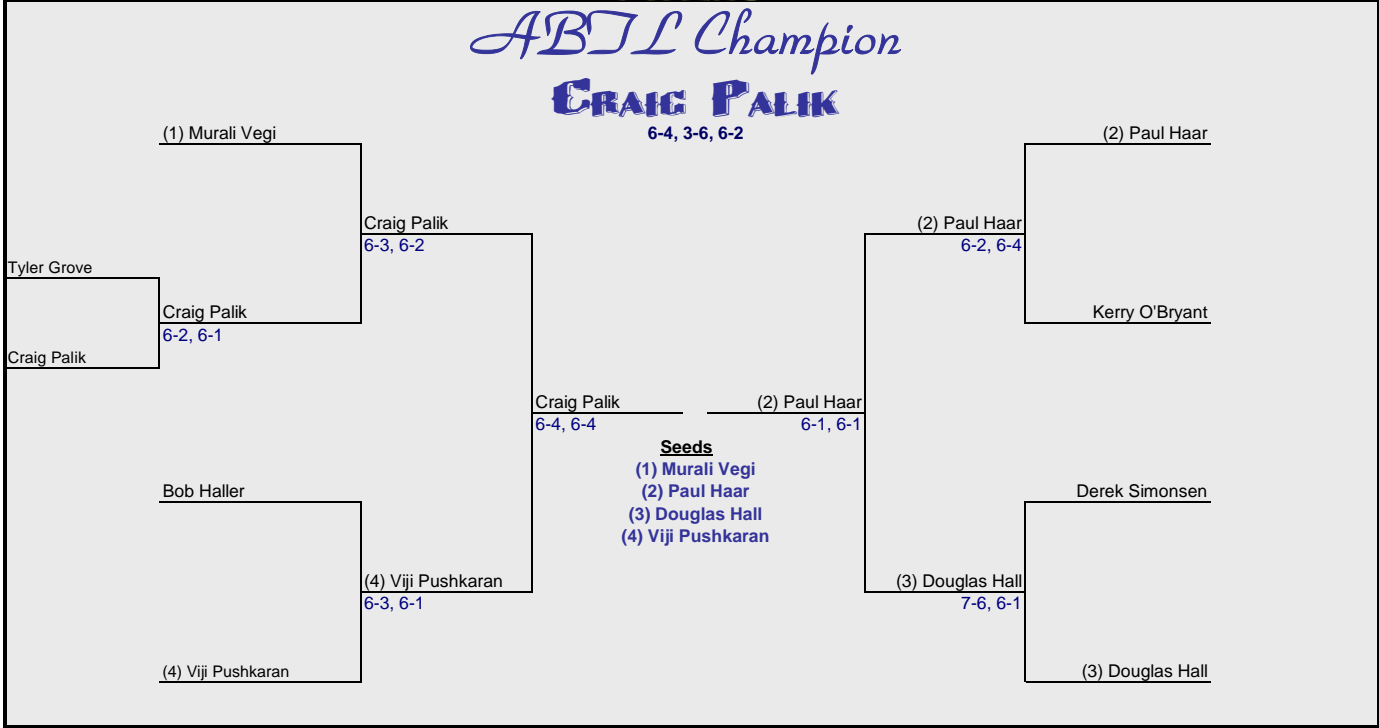 ABTL Champion
Craig Palik
6-4, 3-6, 6-2
(1) Murali Vegi
(2) Paul Haar
Craig Palik
6-3, 6-2
(2) Paul Haar
6-2, 6-4
Tyler Grove
Craig Palik
6-2, 6-1
Kerry O'Bryant
Craig Palik
Craig Palik
6-4, 6-4
(2) Paul Haar
6-1, 6-1
Seeds
(1) Murali Vegi
(2) Paul Haar
(3) Douglas Hall
(4) Viji Pushkaran
Bob Haller
Derek Simonsen
(4) Viji Pushkaran
6-3, 6-1
(3) Douglas Hall
7-6, 6-1
(4) Viji Pushkaran
(3) Douglas Hall